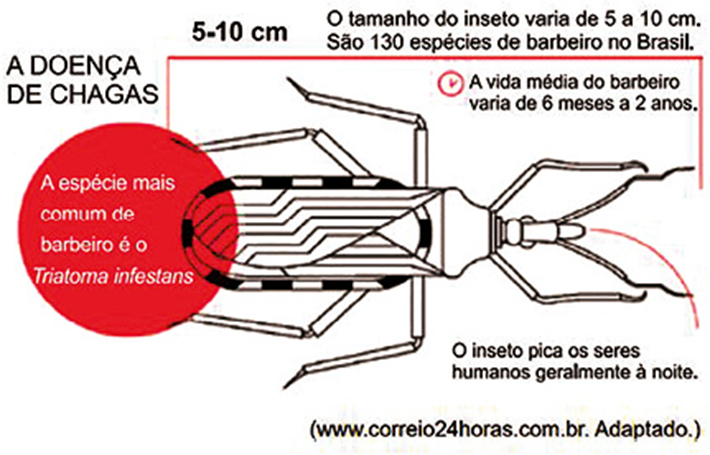 5-10 cm
O tamanho do inseto varia de 5 a 10 cm.
São 130 espécies de barbeiro no Brasil.
A DOENÇA
DE CHAGAS
A vida média do barbeiro
varia de 6 meses a 2 anos.
A espécie mais
comum de
barbeiro é o
Triatoma infestans
O inseto pica os seres
humanos geralmente à noite.
(www.correio24horas.com.br. Adaptado.)